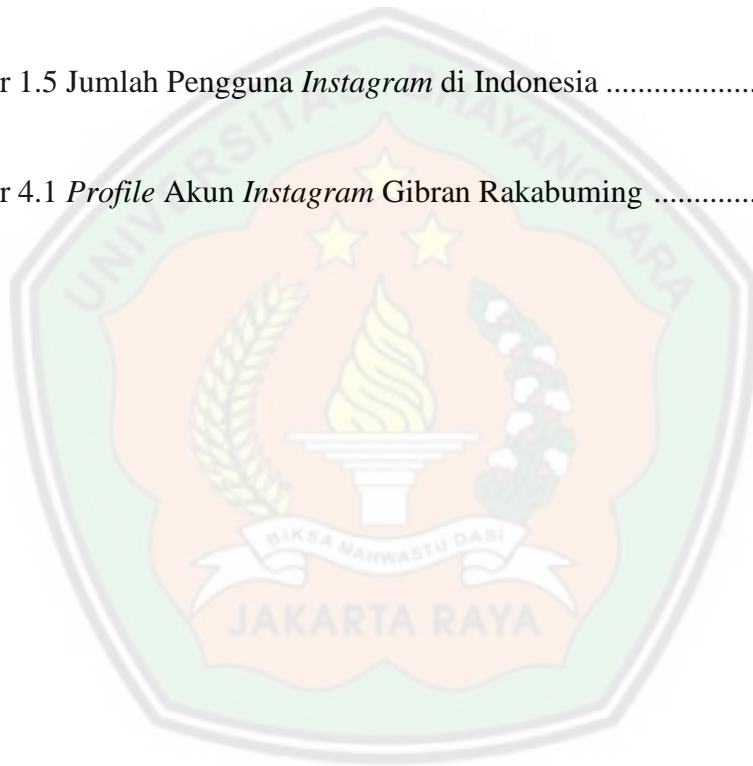 r 1.5 Jumlah Pengguna Instagram di Indonesia ...................
r 4.1 Profile Akun Instagram Gibran Rakabuming .............
UNIVERSITAS BHAYANGKARA
BIKSA MAHWASTU DASI
JAKARTA RAYA